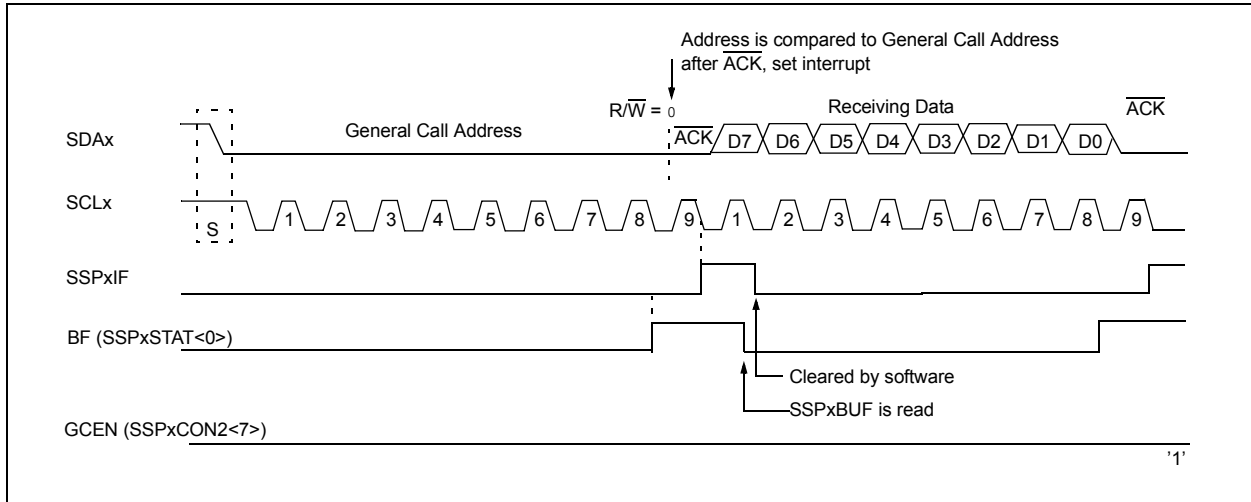 Address is compared to General Call Address
after ACK, set interrupt
R/W = 0
Receiving Data
ACK
SDAx
General Call Address
ACK
D7 D6 D5 D4 D3 D2 D1 D0
SCLx
S
1 2 3 4 5 6 7 8 9 1 2 3 4 5 6 7 8 9
SSPxIF
BF (SSPxSTAT<0>)
Cleared by software
SSPxBUF is read
GCEN (SSPxCON2<7>)
'1'